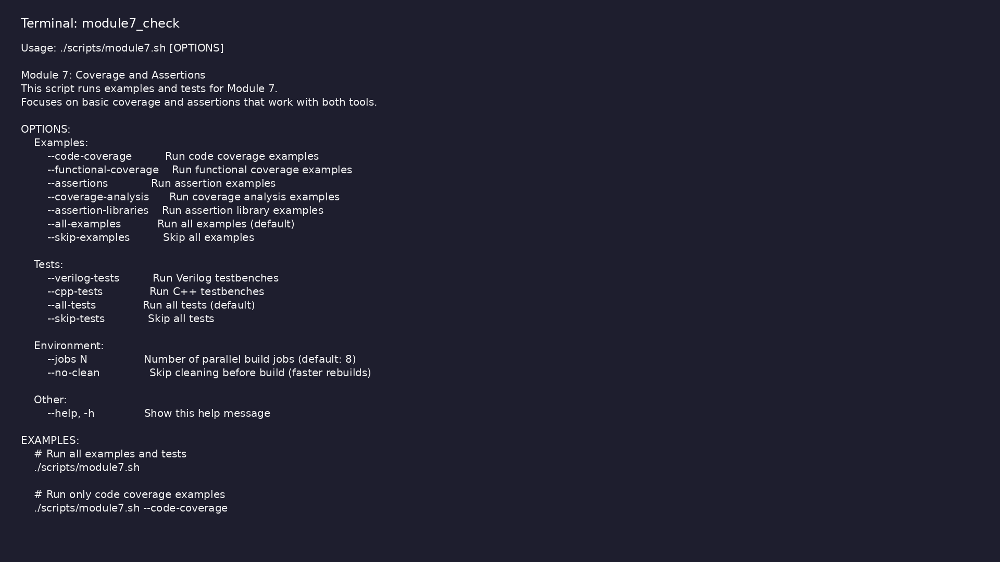 Terminal: module7_check
Usage: ./scripts/module7.sh [OPTIONS]
Module 7: Coverage and Assertions
This script runs examples and tests for Module 7.
Focuses on basic coverage and assertions that work with both tools.
OPTIONS:
Examples:
--code-coverage Run code coverage examples
--functional-coverage Run functional coverage examples
--assertions Run assertion examples
--coverage-analysis Run coverage analysis examples
--assertion-libraries Run assertion library examples
--all-examples Run all examples (default)
--skip-examples Skip all examples
Tests:
--verilog-tests Run Verilog testbenches
--cpp-tests Run C++ testbenches
--all-tests Run all tests (default)
--skip-tests Skip all tests
Environment:
--jobs N Number of parallel build jobs (default: 8)
--no-clean Skip cleaning before build (faster rebuilds)
Other:
--help, -h Show this help message
EXAMPLES:
# Run all examples and tests
./scripts/module7.sh
# Run only code coverage examples
./scripts/module7.sh --code-coverage